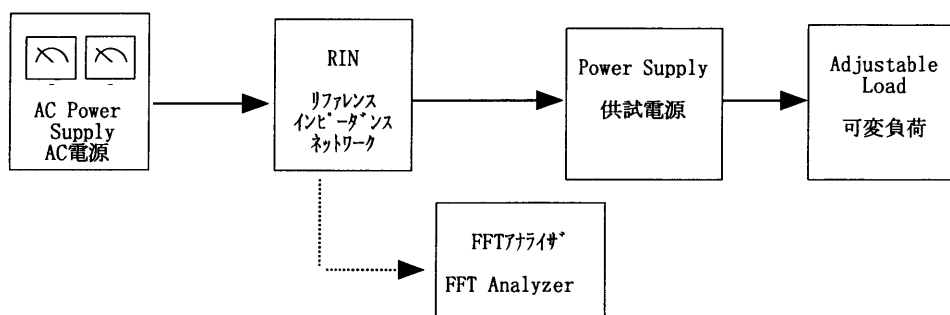 AC Power
Supply
AC電源
RIN
リファレンス
インピーダンス
ネットワーク
Power Supply
供試電源
Adjustable
Load
可変負荷
FFTアナライザ
FFT Analyzer